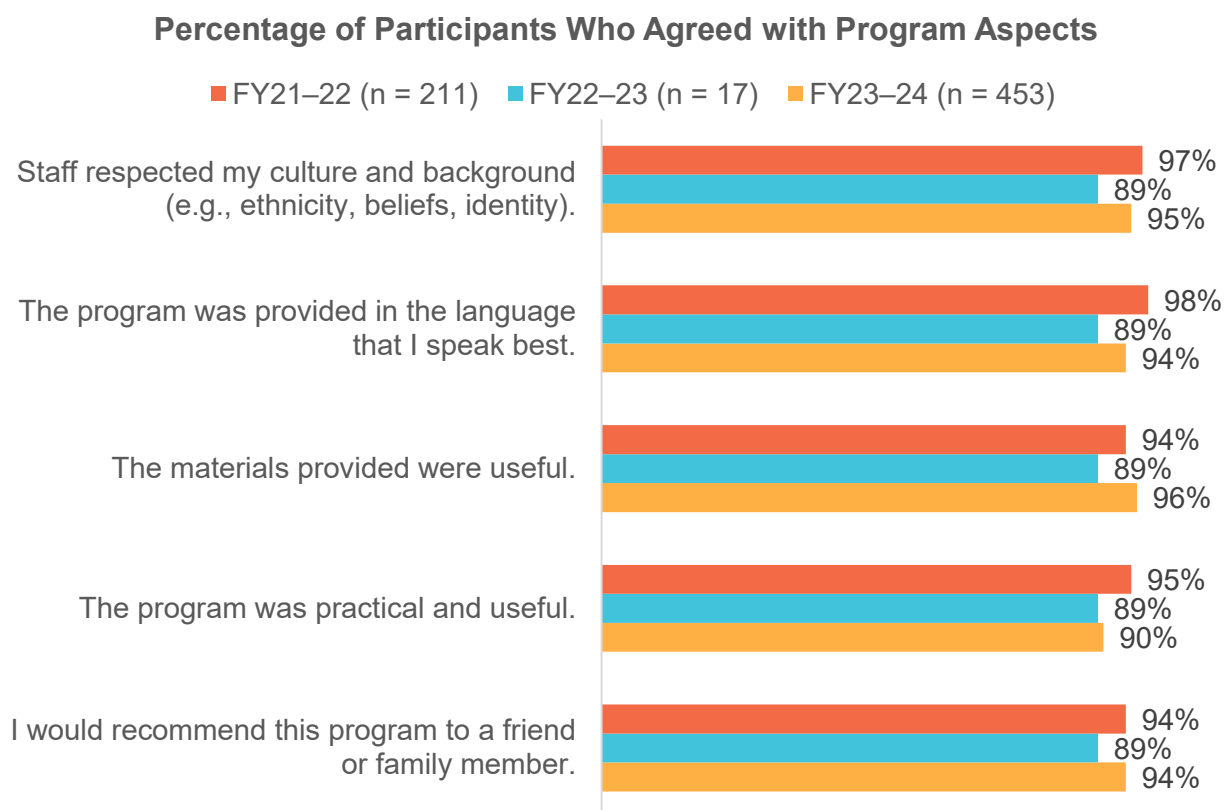 Percentage of Participants Who Agreed with Program Aspects
FY21–22 (n = 211) FY22–23 (n = 17) FY23–24 (n = 453)
Staff respected my culture and background
(e.g., ethnicity, beliefs, identity).
97%
89%
95%
The program was provided in the language
that I speak best.
98%
89%
94%
The materials provided were useful.
94%
89%
96%
The program was practical and useful.
95%
89%
90%
I would recommend this program to a friend
or family member.
94%
89%
94%